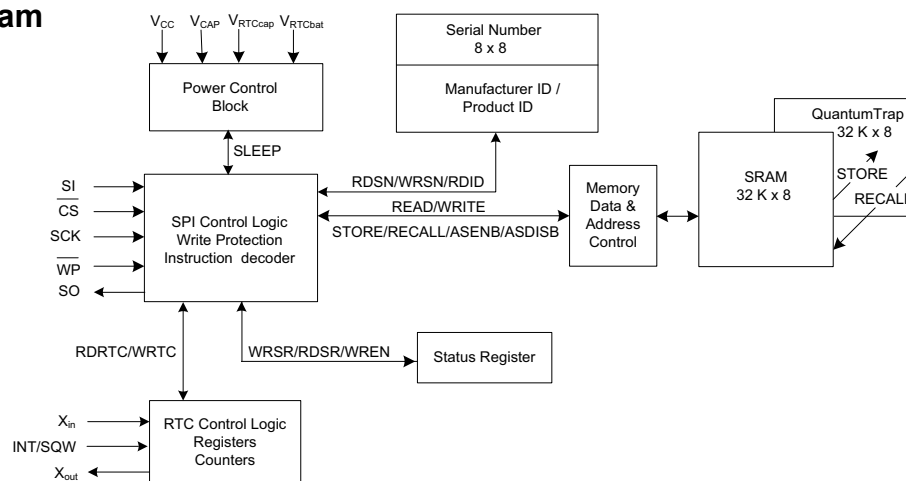 am
VCC VCAP VRTCcap VRTCbat
Power Control
Block
SLEEP
Serial Number
8 x 8
Manufacturer ID /
Product ID
RDSN/WRSN/RDID
SI
CS
SCK
WP
SO
SPI Control Logic
Write Protection
Instruction decoder
READ/WRITE
STORE/RECALL/ASENB/ASDISB
Memory
Data &
Address
Control
QuantumTrap
32 K x 8
SRAM
32 K x 8
STORE
RECALL
RDRTC/WRTC
WRSR/RDSR/WREN
Status Register
Xin
INT/SQW
Xout
RTC Control Logic
Registers
Counters